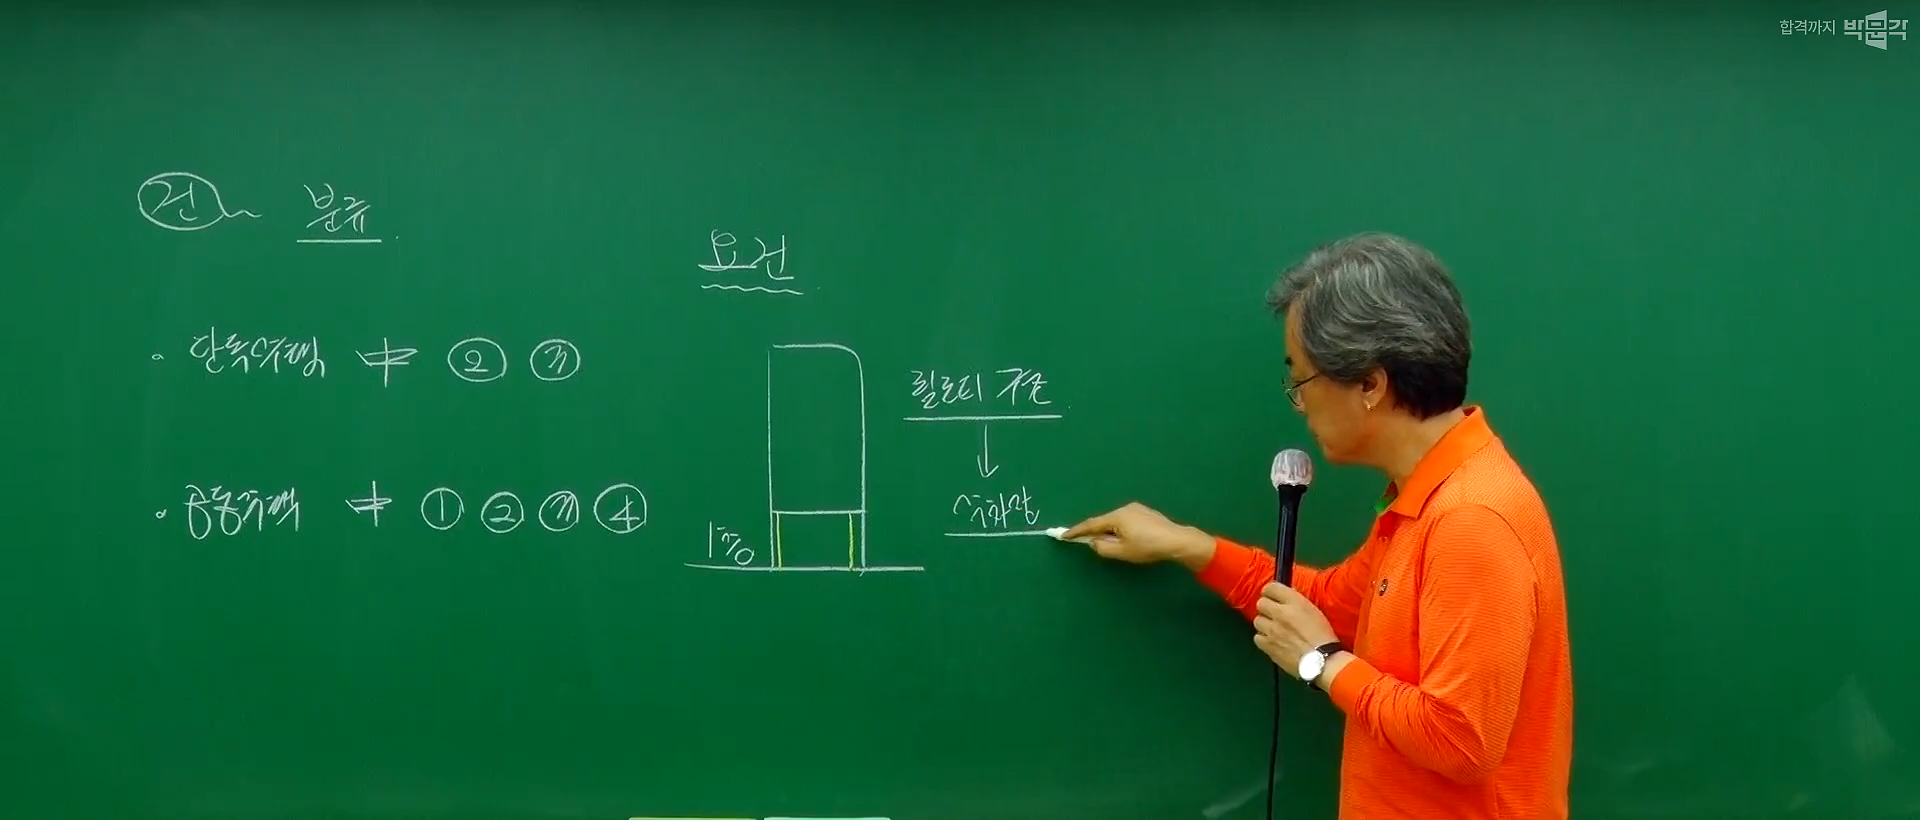 합격까지 박문각
건 분류
요건
• 단독주택 中 ② ③
필로티 구조
↓
주차장
• 공동주택 中 ① ② ③ ④
1층